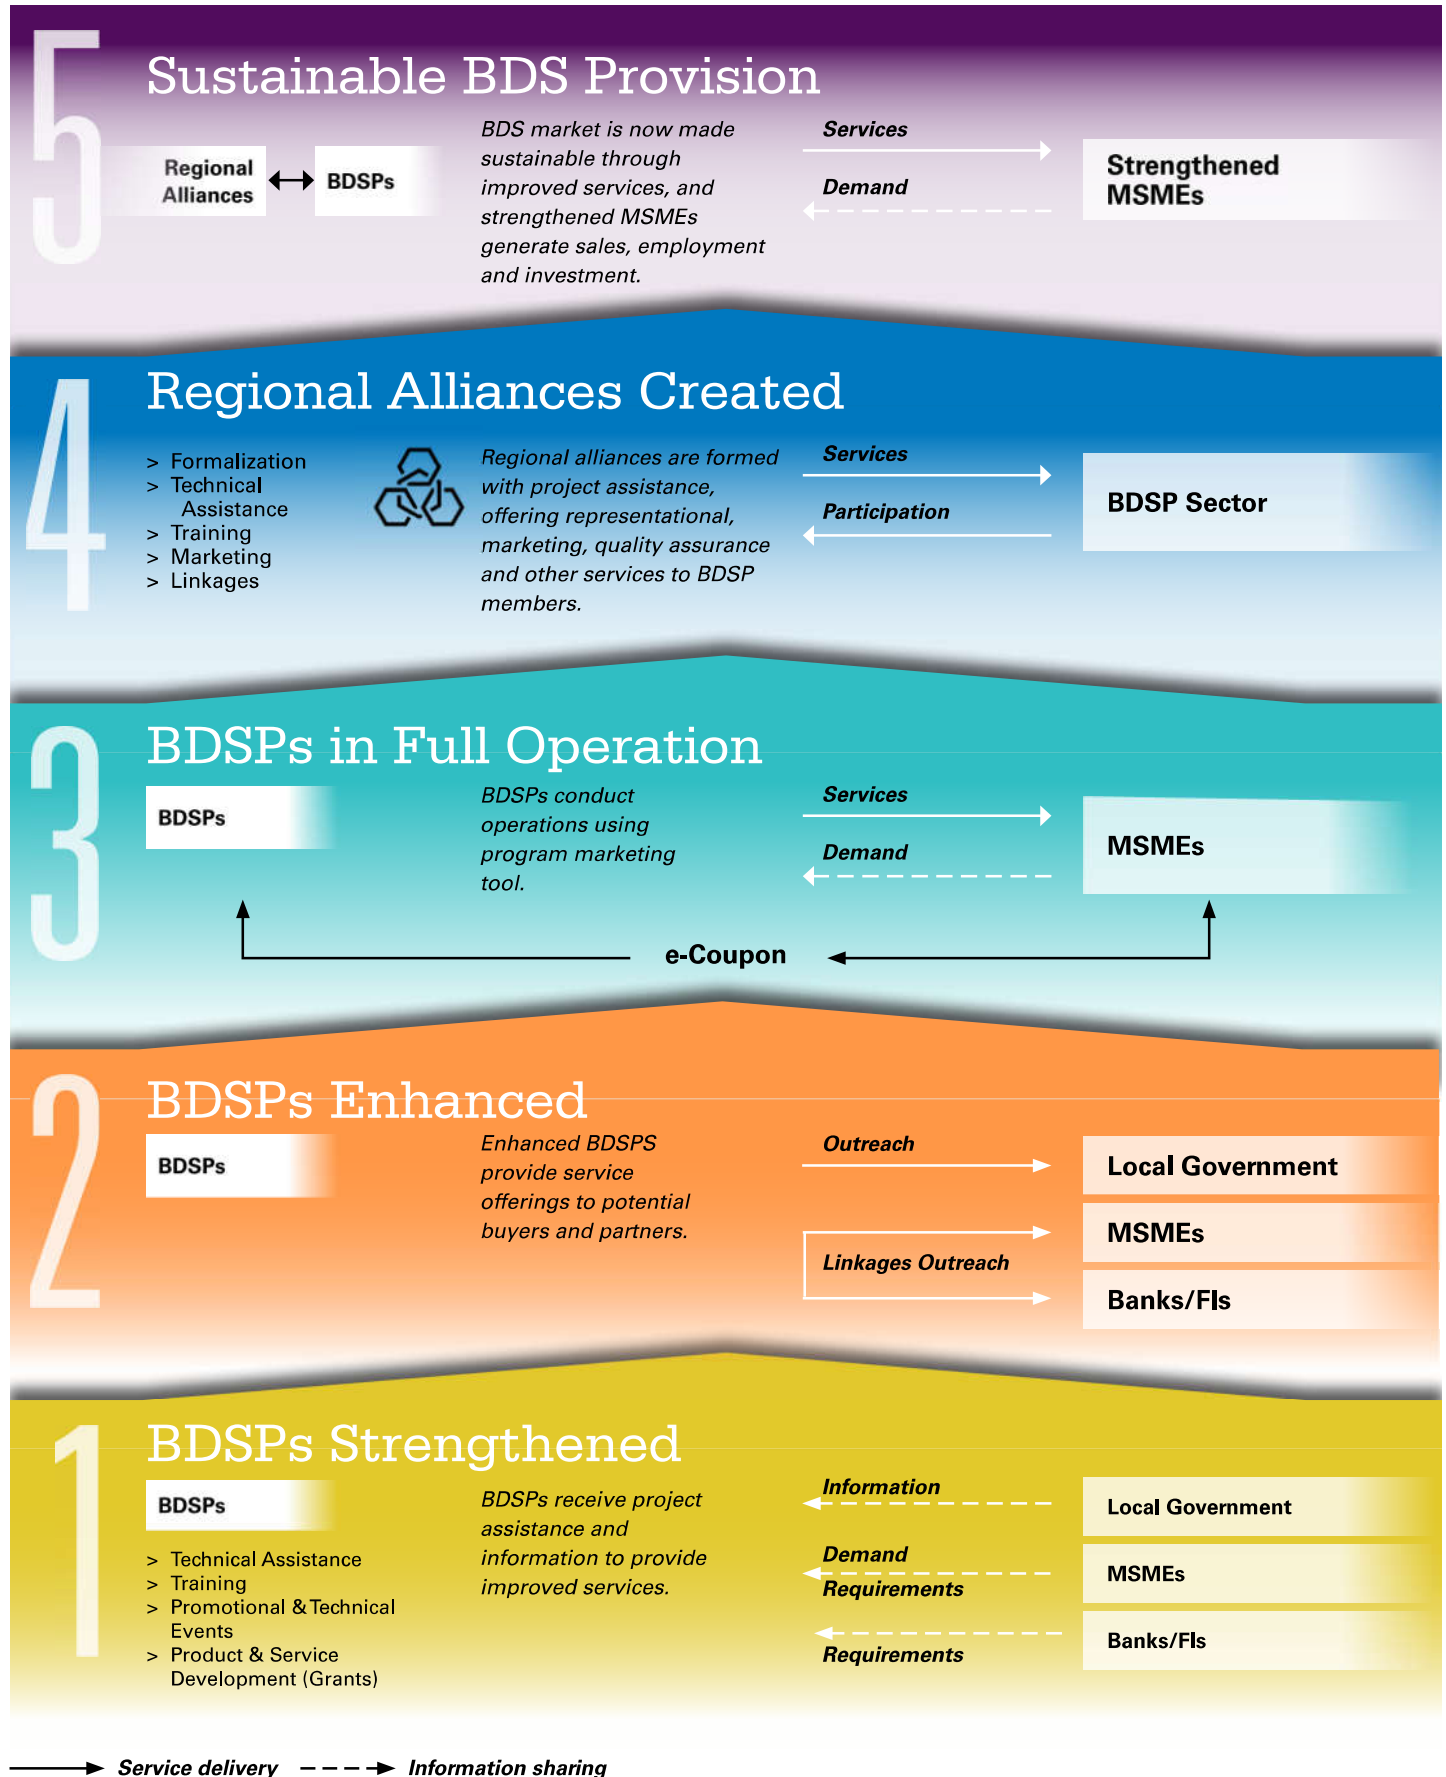 5
Sustainable BDS Provision
Regional
Alliances
BDSPs
BDS market is now made
sustainable through
improved services, and
strengthened MSMEs
generate sales, employment
and investment.
Services
Demand
Strengthened
MSMEs
4
Regional Alliances Created
> Formalization
> Technical
Assistance
> Training
> Marketing
> Linkages
Regional alliances are formed
with project assistance,
offering representational,
marketing, quality assurance
and other services to BDSP
members.
Services
Participation
BDSP Sector
3
BDSPs in Full Operation
BDSPs
BDSPs conduct
operations using
program marketing
tool.
Services
Demand
MSMEs
e-Coupon
2
BDSPs Enhanced
BDSPs
Enhanced BDSPS
provide service
offerings to potential
buyers and partners.
Outreach
Linkages Outreach
Local Government
MSMEs
Banks/FIs
1
BDSPs Strengthened
BDSPs
> Technical Assistance
> Training
> Promotional & Technical
Events
> Product & Service
Development (Grants)
BDSPs receive project
assistance and
information to provide
improved services.
Information
Demand
Requirements
Requirements
Local Government
MSMEs
Banks/FIs
Service delivery
Information sharing